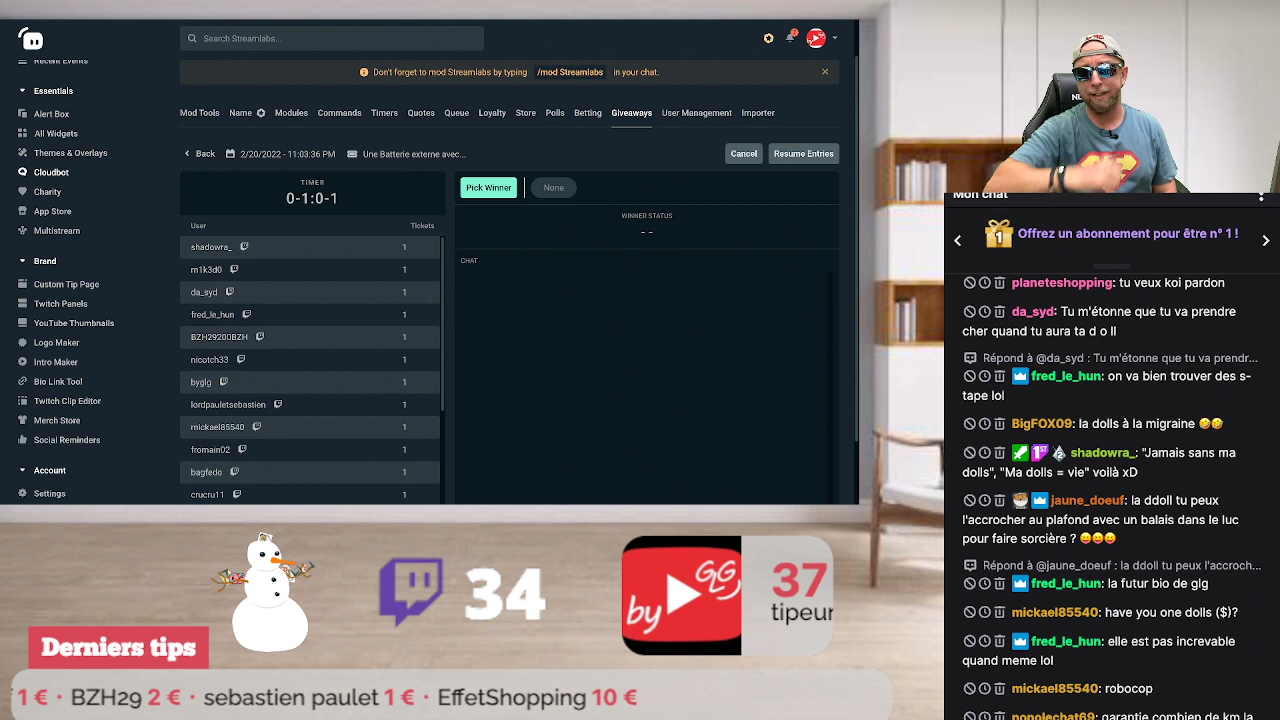 Search Streamlabs...
7
Don't forget to mod Streamlabs by typing /mod Streamlabs in your chat.
Recent Events
Essentials
Alert Box
All Widgets
Themes & Overlays
Cloudbot
Charity
App Store
Multistream
Brand
Custom Tip Page
Twitch Panels
YouTube Thumbnails
Logo Maker
Intro Maker
Bio Link Tool
Twitch Clip Editor
Merch Store
Social Reminders
Account
Settings
Mod Tools Name Modules Commands Timers Quotes Queue Loyalty Store Polls Betting Giveaways User Management Importer
Back 2/20/2022 - 11:03:36 PM Une Batterie externe avec... Cancel Resume Entries
TIMER
0-1:0-1
User Tickets
shadowra_ 1
m1k3d0 1
da_syd 1
fred_le_hun 1
BZH29200BZH 1
nicotch33 1
byglg 1
lordpauletsebastien 1
mickael85540 1
fromain02 1
bagfedo 1
crucru11 1
Pick Winner None
WINNER STATUS
- -
CHAT
Mon chat
1 Offrez un abonnement pour être n° 1 !
planeteshopping: tu veux koi pardon
da_syd: Tu m'étonne que tu va prendre
cher quand tu aura ta d o ll
Répond à @da_syd : Tu m'étonne que tu va prendr...
fred_le_hun: on va bien trouver des s-
tape lol
BigFOX09: la dolls à la migraine 🤣🤣
1ST 2 shadowra_: "Jamais sans ma
dolls", "Ma dolls = vie" voilà xD
jaune_doeuf: la ddoll tu peux
l'accrocher au plafond avec un balais dans le luc
pour faire sorcière ? 😝😝😝
Répond à @jaune_doeuf : la ddoll tu peux l'accroch...
fred_le_hun: la futur bio de glg
mickael85540: have you one dolls ($)?
fred_le_hun: elle est pas increvable
quand meme lol
mickael85540: robocop
popolechat69: garantie combien de km la
34
by GLG
37
tipeur
Derniers tips
1 € · BZH29 2 € · sebastien paulet 1 € · EffetShopping 10 €